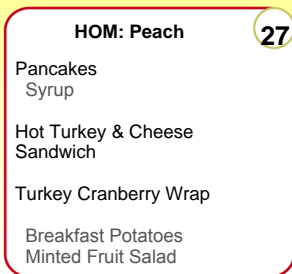 HOM: Peach 27
Pancakes
Syrup
Hot Turkey & Cheese
Sandwich
Turkey Cranberry Wrap
Breakfast Potatoes
Minted Fruit Salad